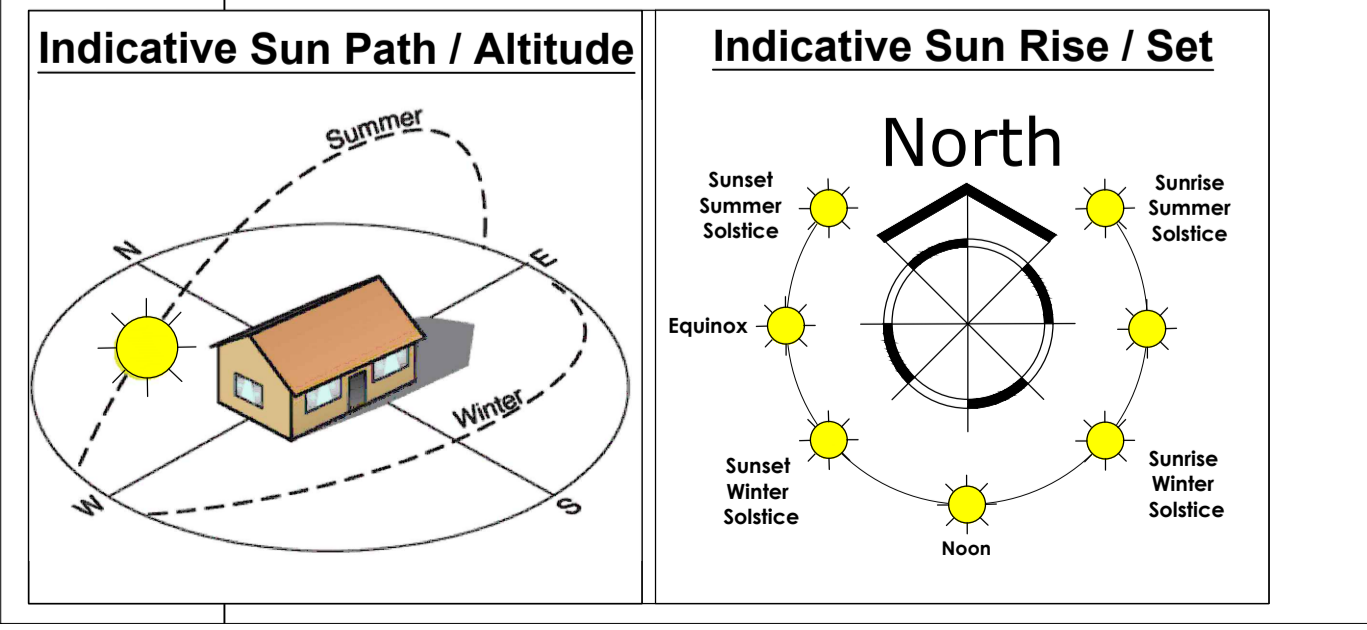 Indicative Sun Path / Altitude
Summer
N
E
Winter
W
S
Indicative Sun Rise / Set
North
Sunset
Summer
Solstice
Sunrise
Summer
Solstice
Equinox
Sunset
Winter
Solstice
Sunrise
Winter
Solstice
Noon